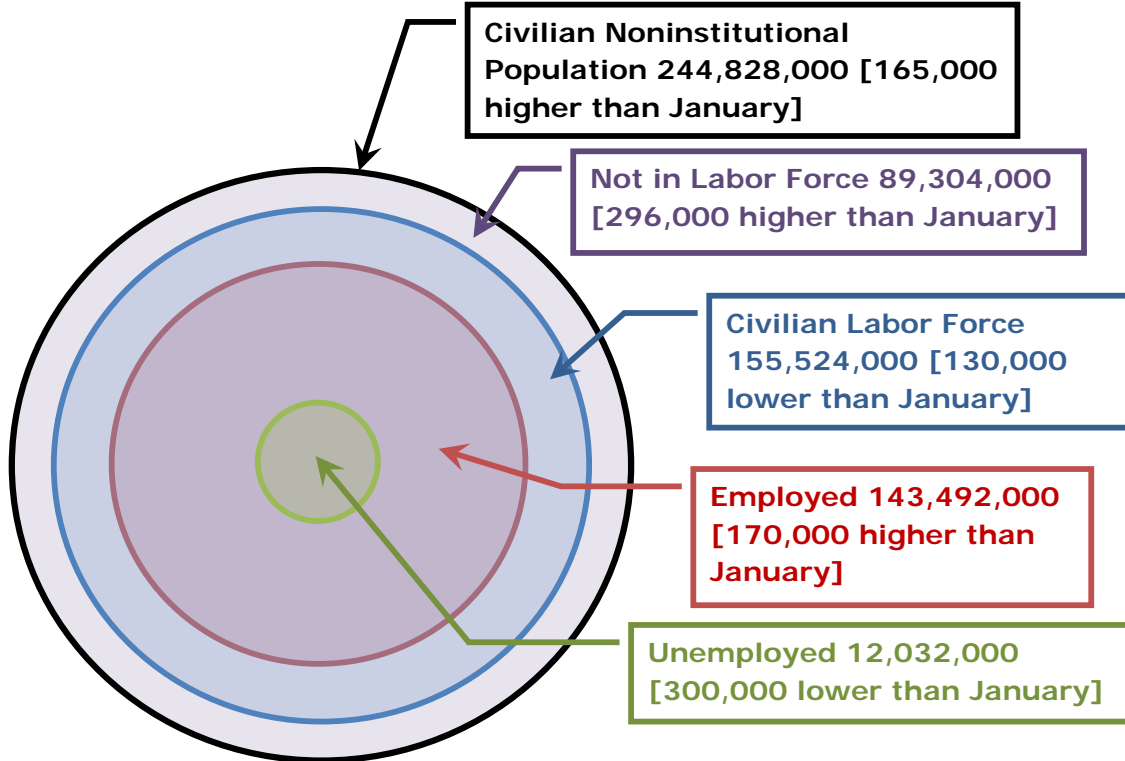 Civilian Noninstitutional
Population 244,828,000 [165,000
higher than January]
Not in Labor Force 89,304,000
[296,000 higher than January]
Civilian Labor Force
155,524,000 [130,000
lower than January]
Employed 143,492,000
[170,000 higher than
January]
Unemployed 12,032,000
[300,000 lower than January]